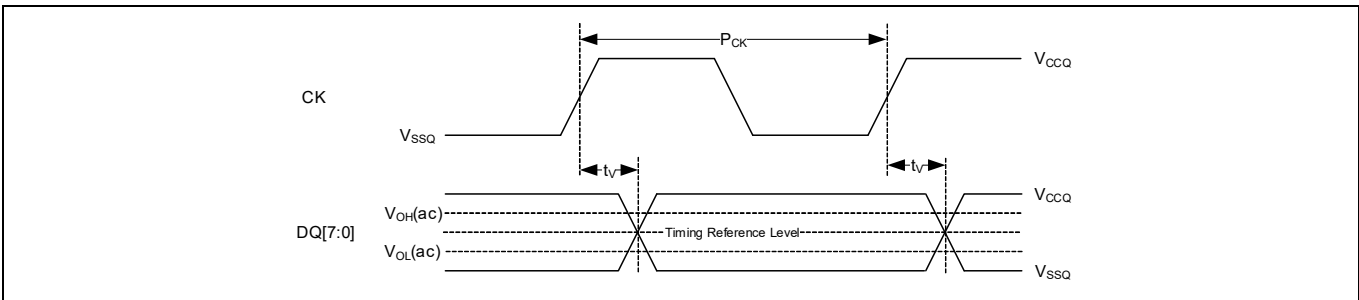 PCK
VCCQ
CK
VSSQ
tV
tV
VCCQ
VOH(ac)
DQ[7:0]
Timing Reference Level
VOL(ac)
VSSQ